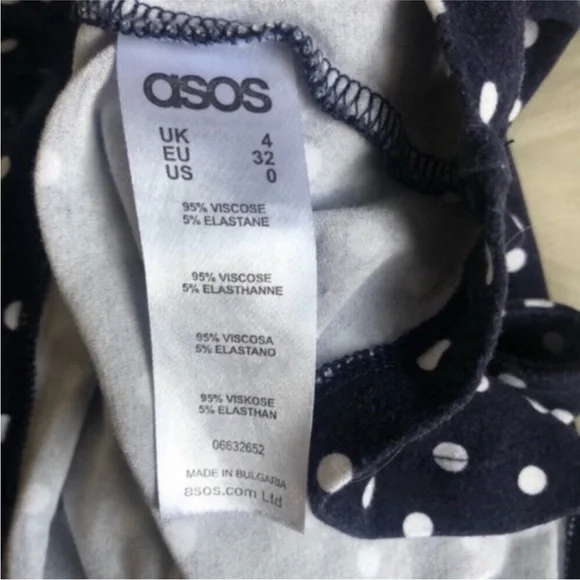 asos
UK 4
EU 32
US 0
95% VISCOSE
5% ELASTANE
95% VISCOSE
5% ELASTHANNE
95% VISCOSA
5% ELASTANO
95% VISKOSE
5% ELASTHAN
06632652
MADE IN BULGARIA
asos.com Ltd